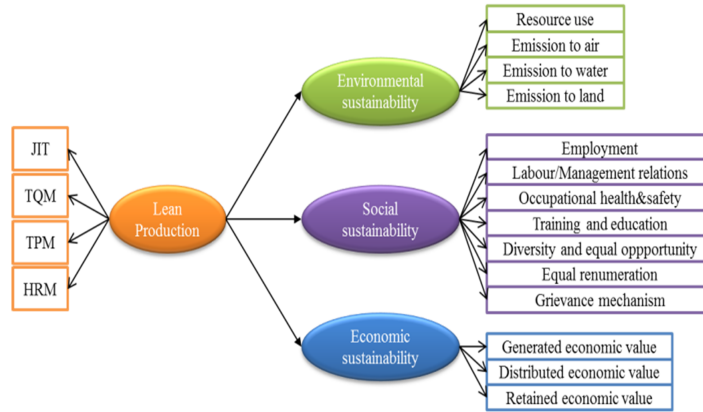 JIT
TQM
TPM
HRM
Lean
Production
Environmental
sustainability
Resource use
Emission to air
Emission to water
Emission to land
Social
sustainability
Employment
Labour/Management relations
Occupational health&safety
Training and education
Diversity and equal oppportunity
Equal renumeration
Grievance mechanism
Economic
sustainability
Generated economic value
Distributed economic value
Retained economic value